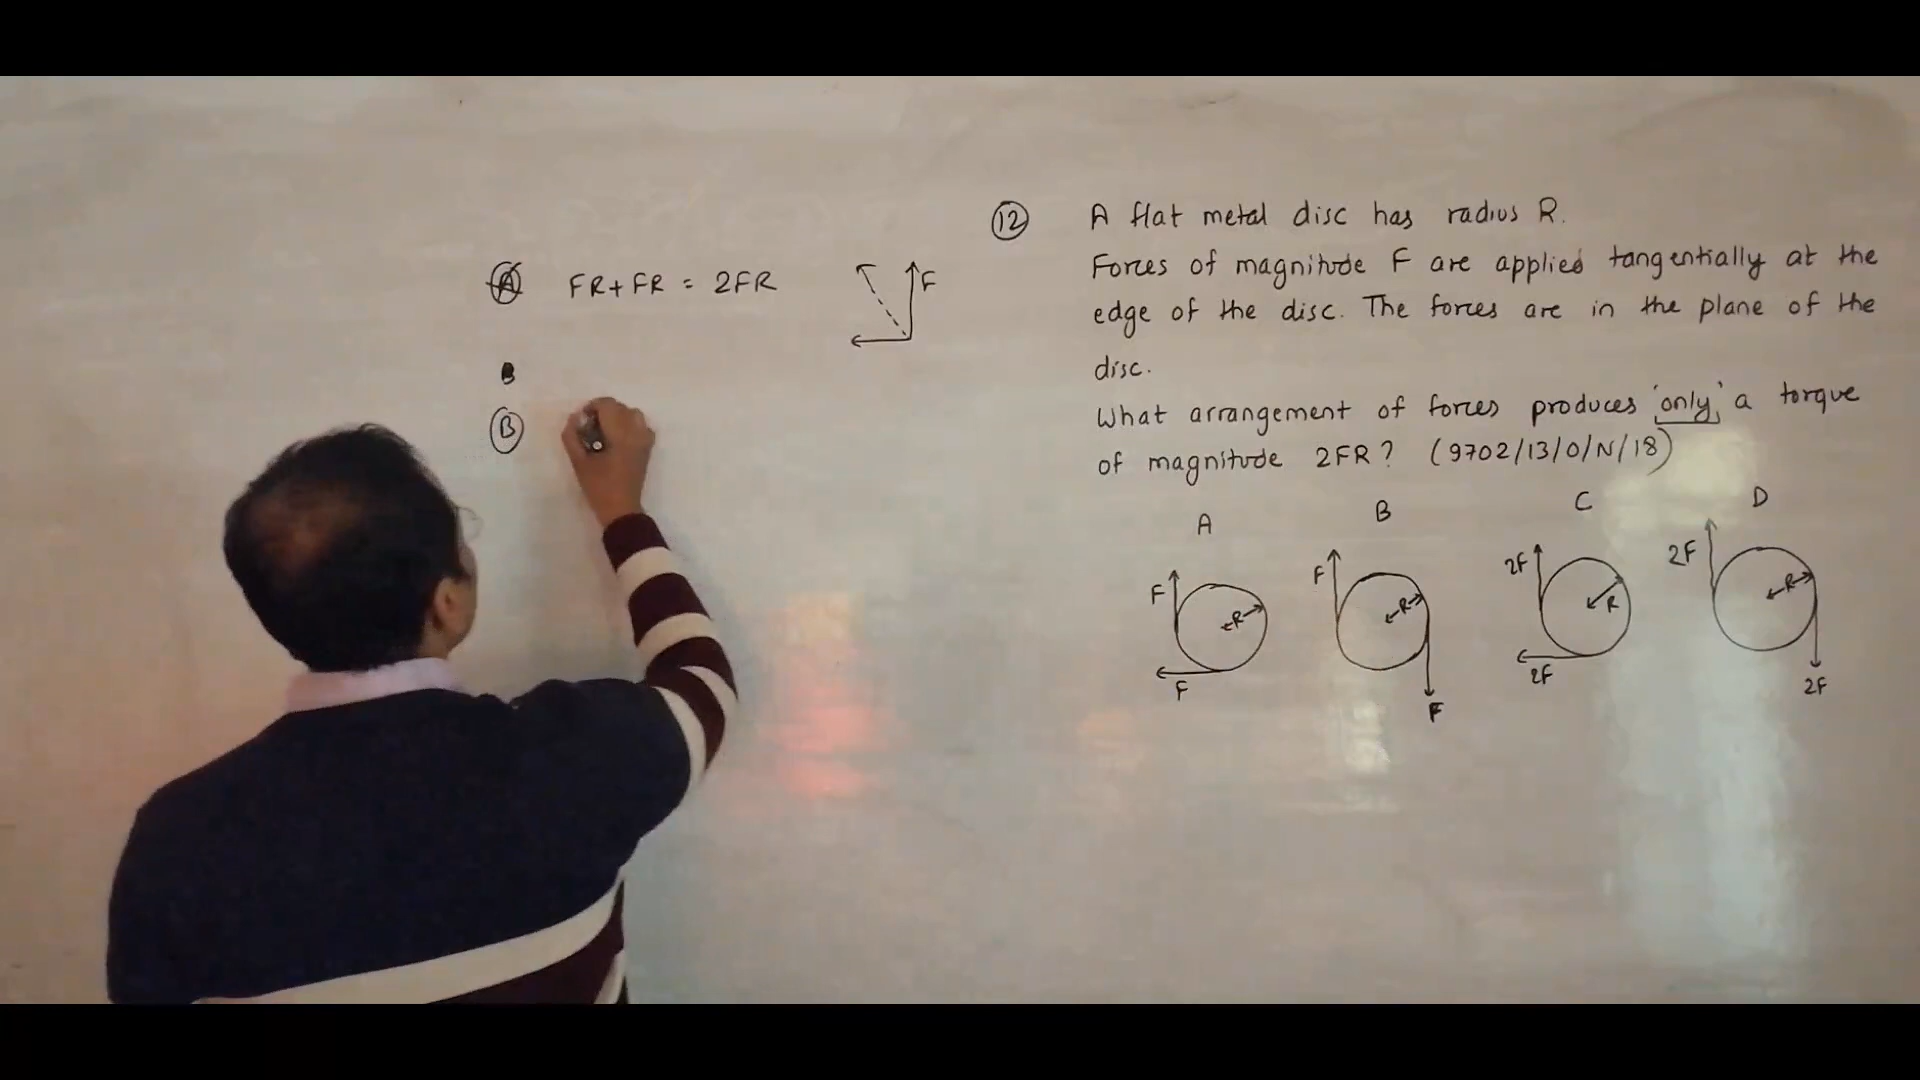 (A) FR + FR = 2FR
F
B
(B)
(12) A flat metal disc has radius R.
Forces of magnitude F are applied tangentially at the
edge of the disc. The forces are in the plane of the
disc.
What arrangement of forces produces 'only' a torque
of magnitude 2FR? (9702/13/O/N/18)
A B C D
F R F
F R F
2F R 2F
2F R 2F